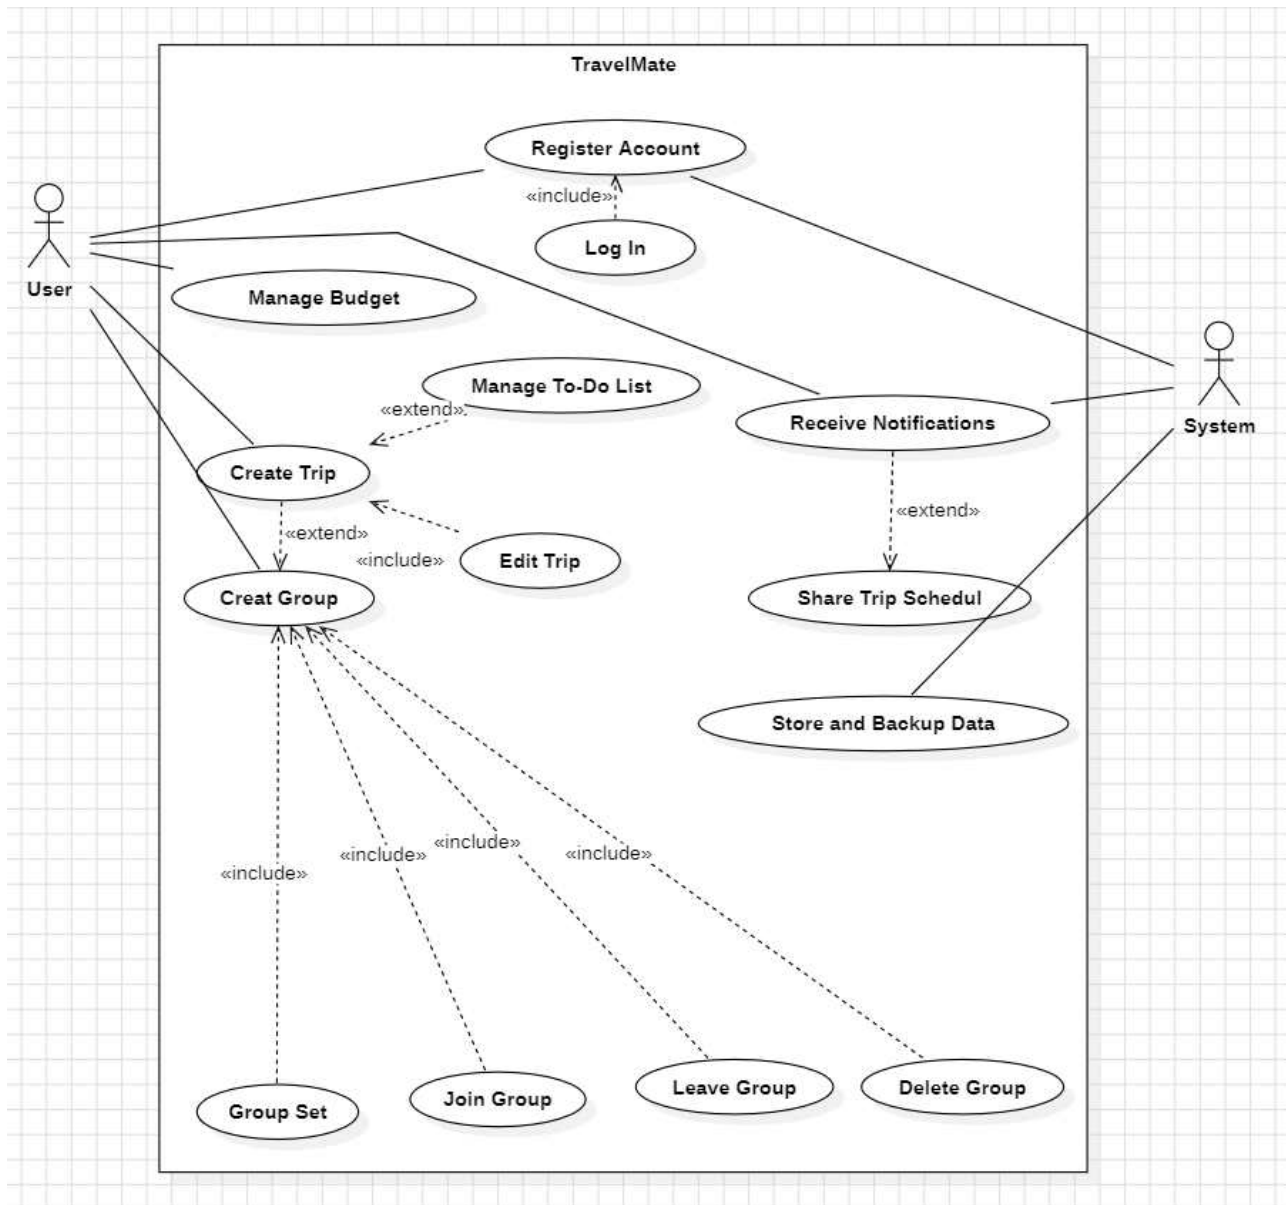 TravelMate
Register Account
«include»
Log In
User
Manage Budget
Manage To-Do List
«extend»
Receive Notifications
System
Create Trip
«extend»
«include»
Edit Trip
«extend»
Creat Group
Share Trip Schedul
Store and Backup Data
«include»
«include»
«include»
«include»
Group Set
Join Group
Leave Group
Delete Group